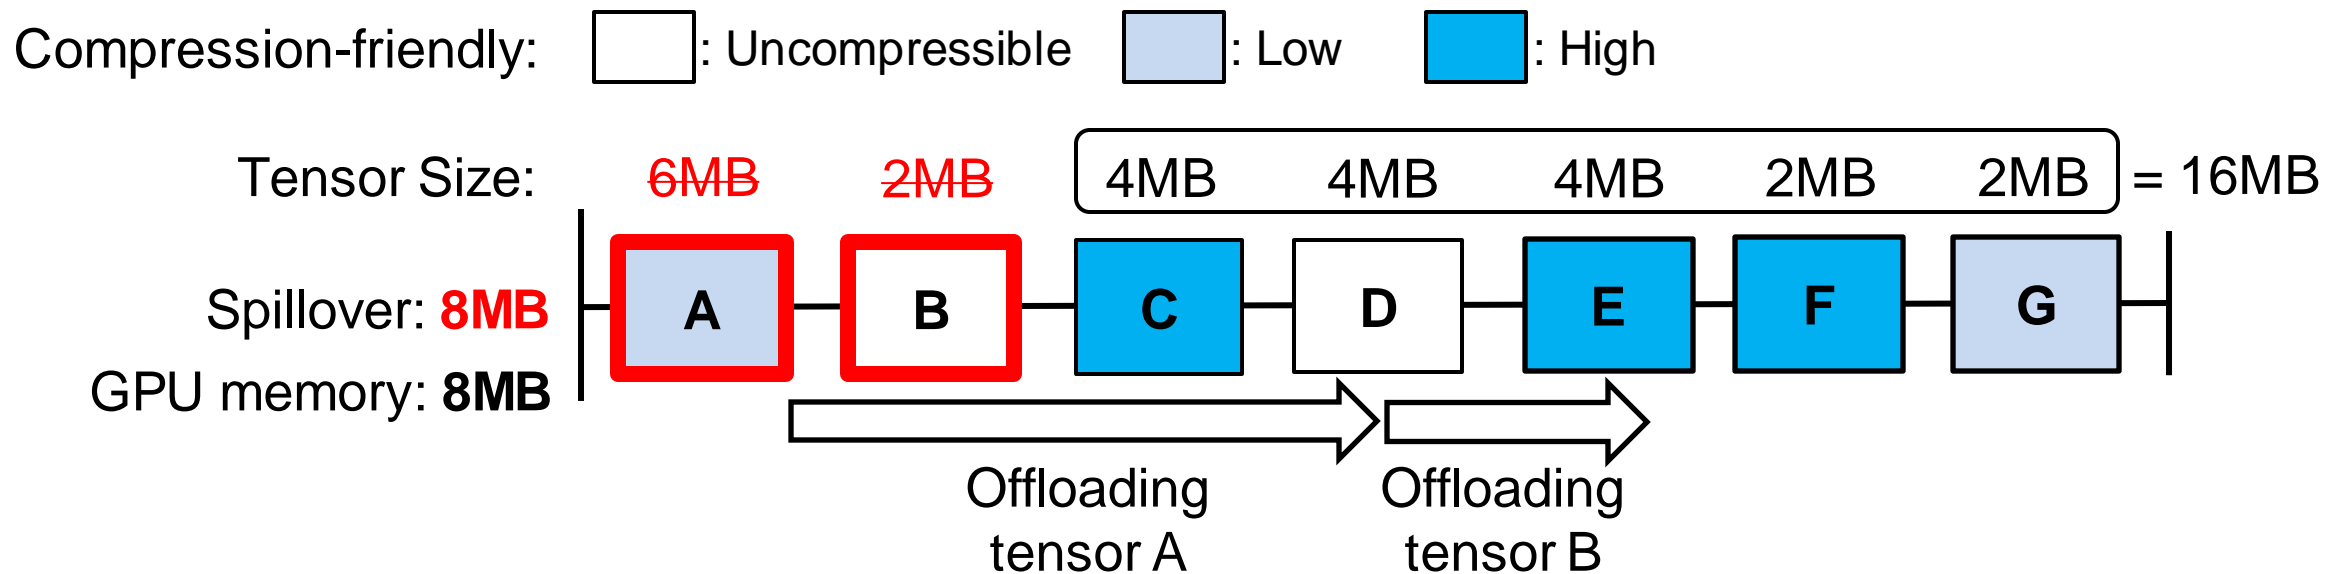 Compression-friendly: : Uncompressible : Low : High
Tensor Size: 6MB 2MB 4MB 4MB 4MB 2MB 2MB = 16MB
Spillover: 8MB A B C D E F G
GPU memory: 8MB
Offloading Offloading
tensor A tensor B